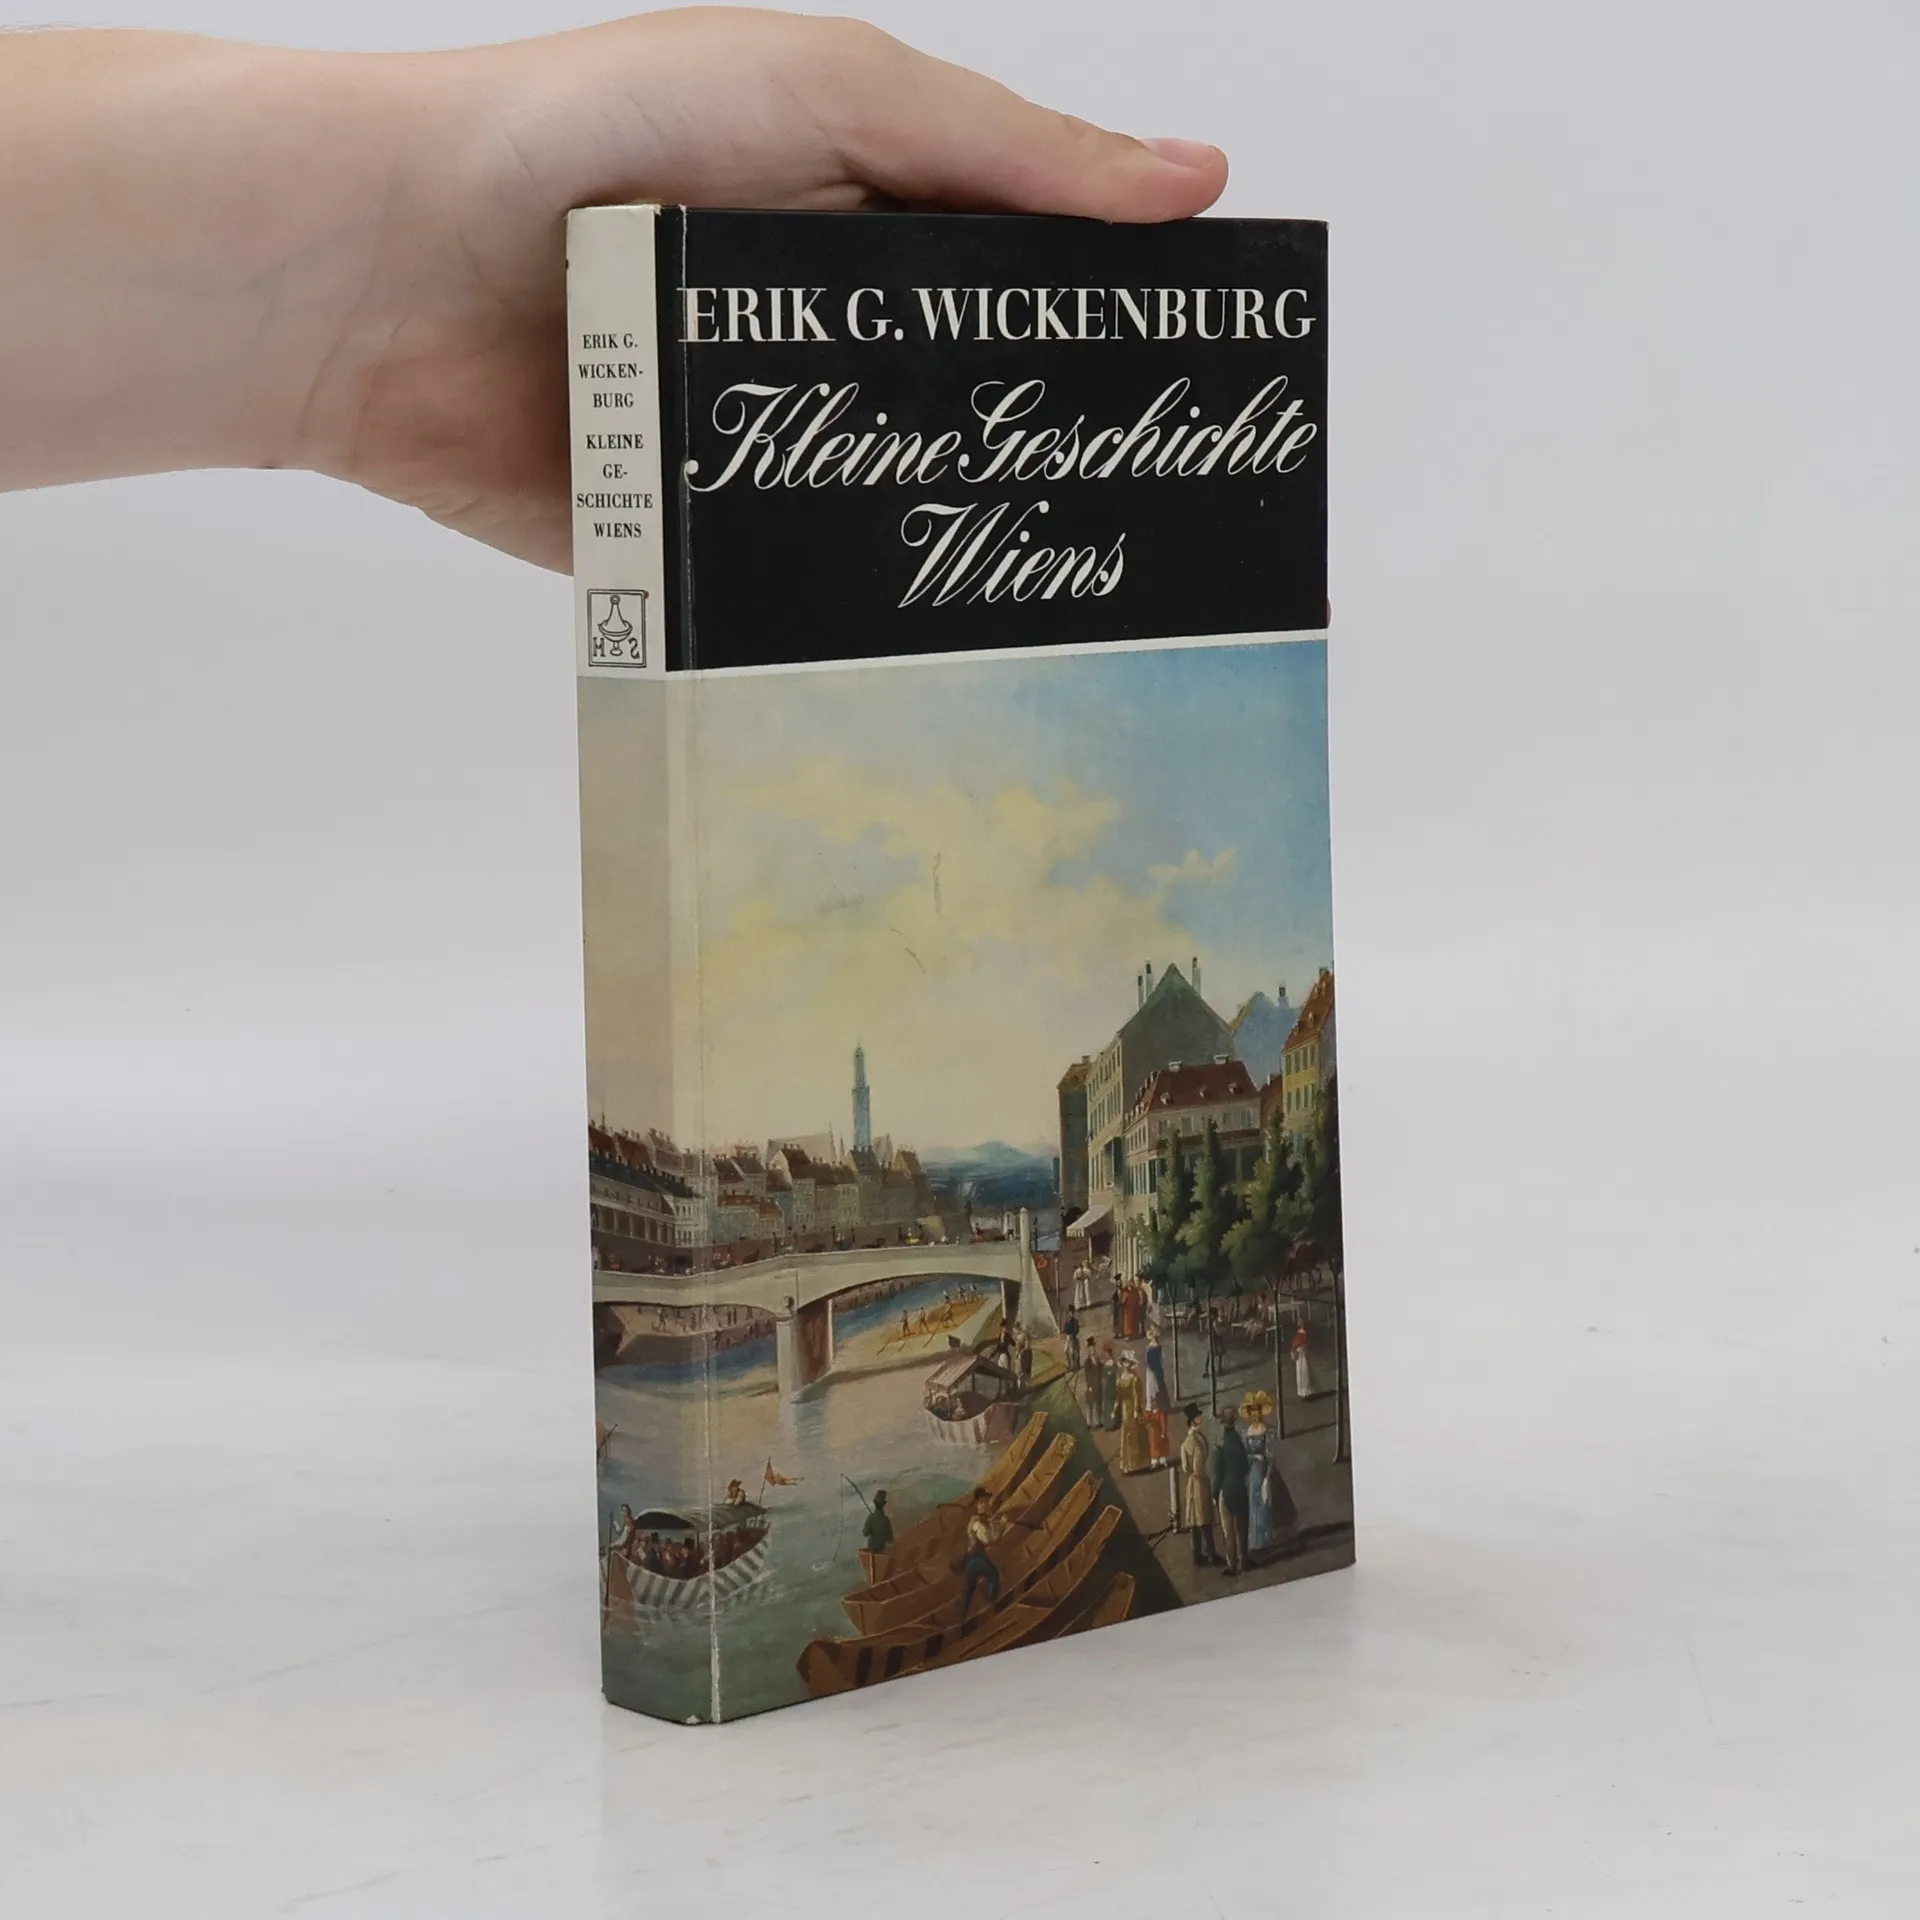 ERIK G.
WICKEN-
BURG
KLEINE
GE-
SCHICHTE
WIENS
H S
ERIK G. WICKENBURG
Kleine Geschichte
Wiens